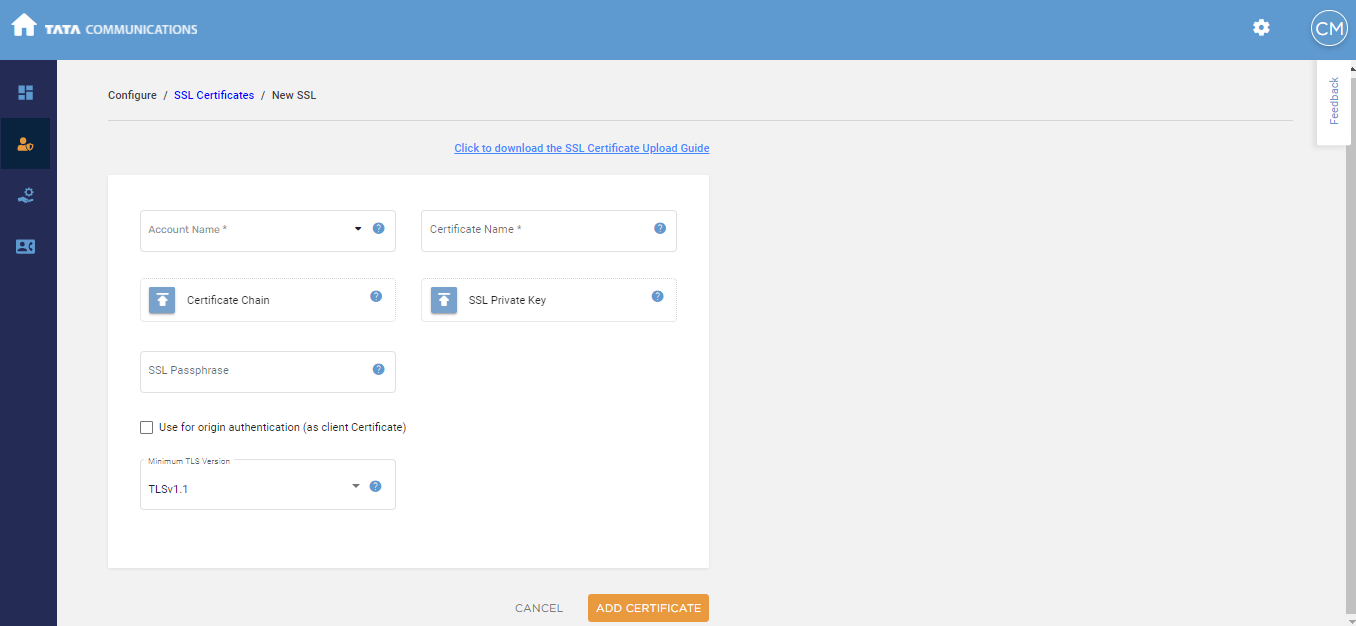 TATA COMMUNICATIONS
CM
Feedback
Configure / SSL Certificates / New SSL
Click to download the SSL Certificate Upload Guide
Account Name * ?
Certificate Name * ?
Certificate Chain ?
SSL Private Key ?
SSL Passphrase ?
Use for origin authentication (as client Certificate)
Minimum TLS Version
TLSv1.1 ?
CANCEL
ADD CERTIFICATE